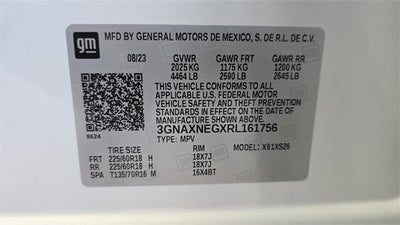 gm
MFD BY GENERAL MOTORS DE MEXICO, S. DE R.L. DE C.V.
08/23 GVWR GAWR FRT GAWR RR
2025 KG 1175 KG 1200 KG
4464 LB 2590 LB 2645 LB
THIS VEHICLE CONFORMS TO ALL
APPLICABLE U.S. FEDERAL MOTOR
VEHICLE SAFETY, BUMPER, AND THEFT PREVENTION
STANDARDS IN EFFECT ON THE DATE OF
MANUFACTURE SHOWN ABOVE.
3GNAXNEGXRL161756
8624
TYPE: MPV
TIRE SIZE RIM MODEL: X61XS26
FRT 225/60R18 H 18X7J
RR 225/60R18 H 18X7J
SPA T135/70R16 M 16X4BT